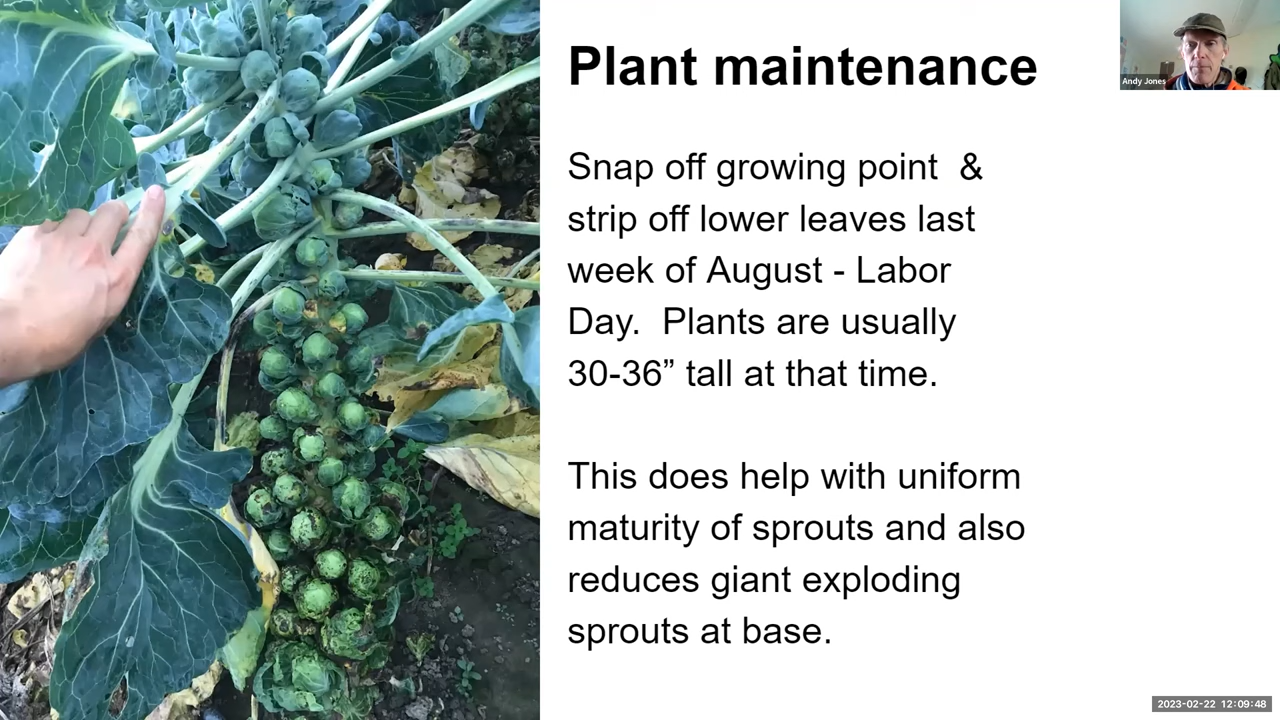 Plant maintenance
Andy Jones
Snap off growing point  &
strip off lower leaves last
week of August - Labor
Day.  Plants are usually
30-36” tall at that time.
This does help with uniform
maturity of sprouts and also
reduces giant exploding
sprouts at base.
2023-02-22 12:09:48